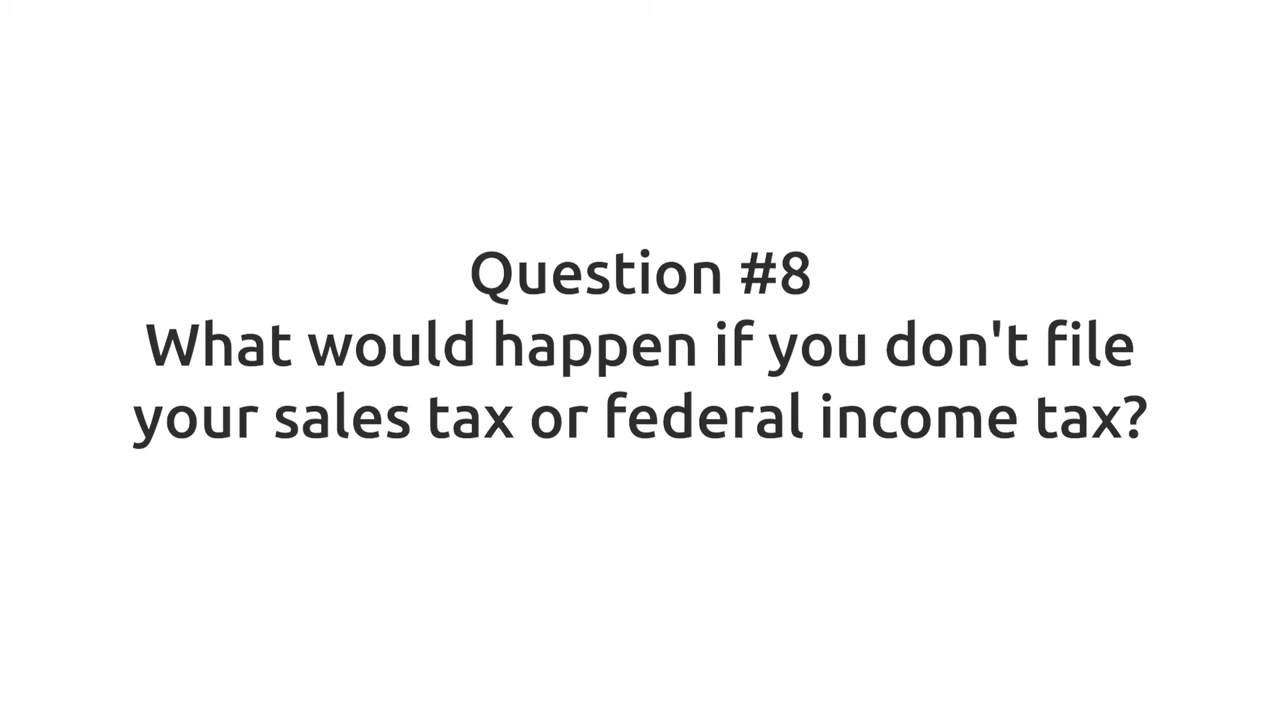 Question #8
What would happen if you don't file
your sales tax or federal income tax?